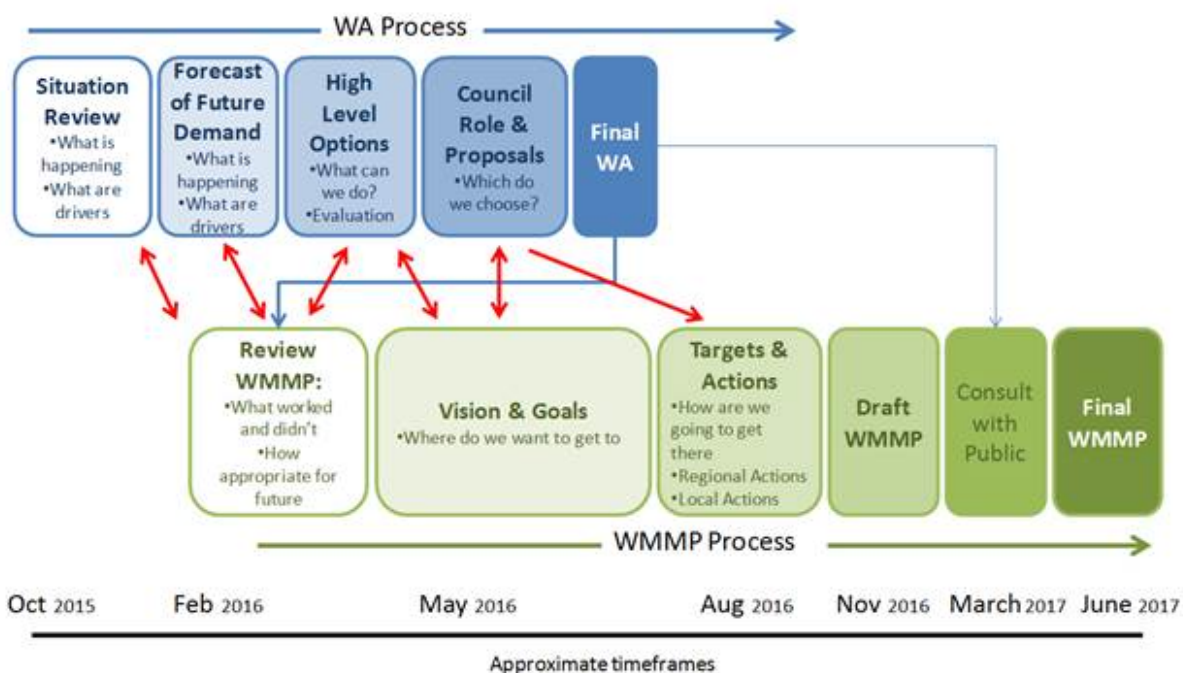 WA Process
Situation
Review
•What is
happening
•What are
drivers
Forecast
of Future
Demand
•What is
happening
•What are
drivers
High
Level
Options
•What can
we do?
•Evaluation
Council
Role &
Proposals
•Which do
we choose?
Final
WA
Review
WMMP:
•What worked
and didn't
•How
appropriate for
future
Vision & Goals
•Where do we want to get to
Targets &
Actions
•How are we
going to get
there
•Regional Actions
•Local Actions
Draft
WMMP
Consult
with
Public
Final
WMMP
WMMP Process
Oct 2015
Feb 2016
May 2016
Aug 2016
Nov 2016
March 2017
June 2017
Approximate timeframes